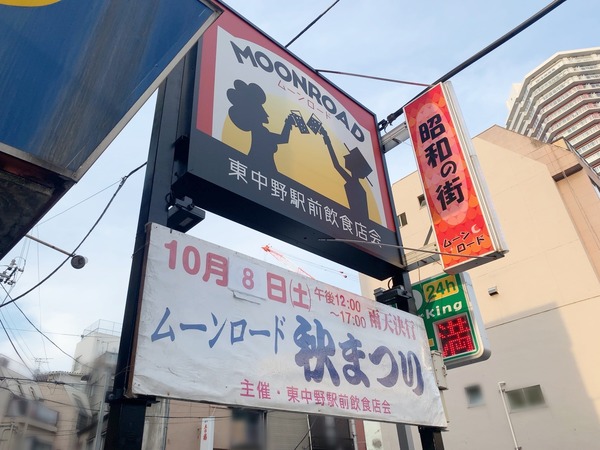 MOONROAD
ムーンロード
東中野駅前飲食店会
昭和の街
ムーンロード
10月8日(土)
午後12:00
~17:00
雨天決行
ムーンロード 秋まつり
主催・東中野駅前飲食店会
24h
king
満